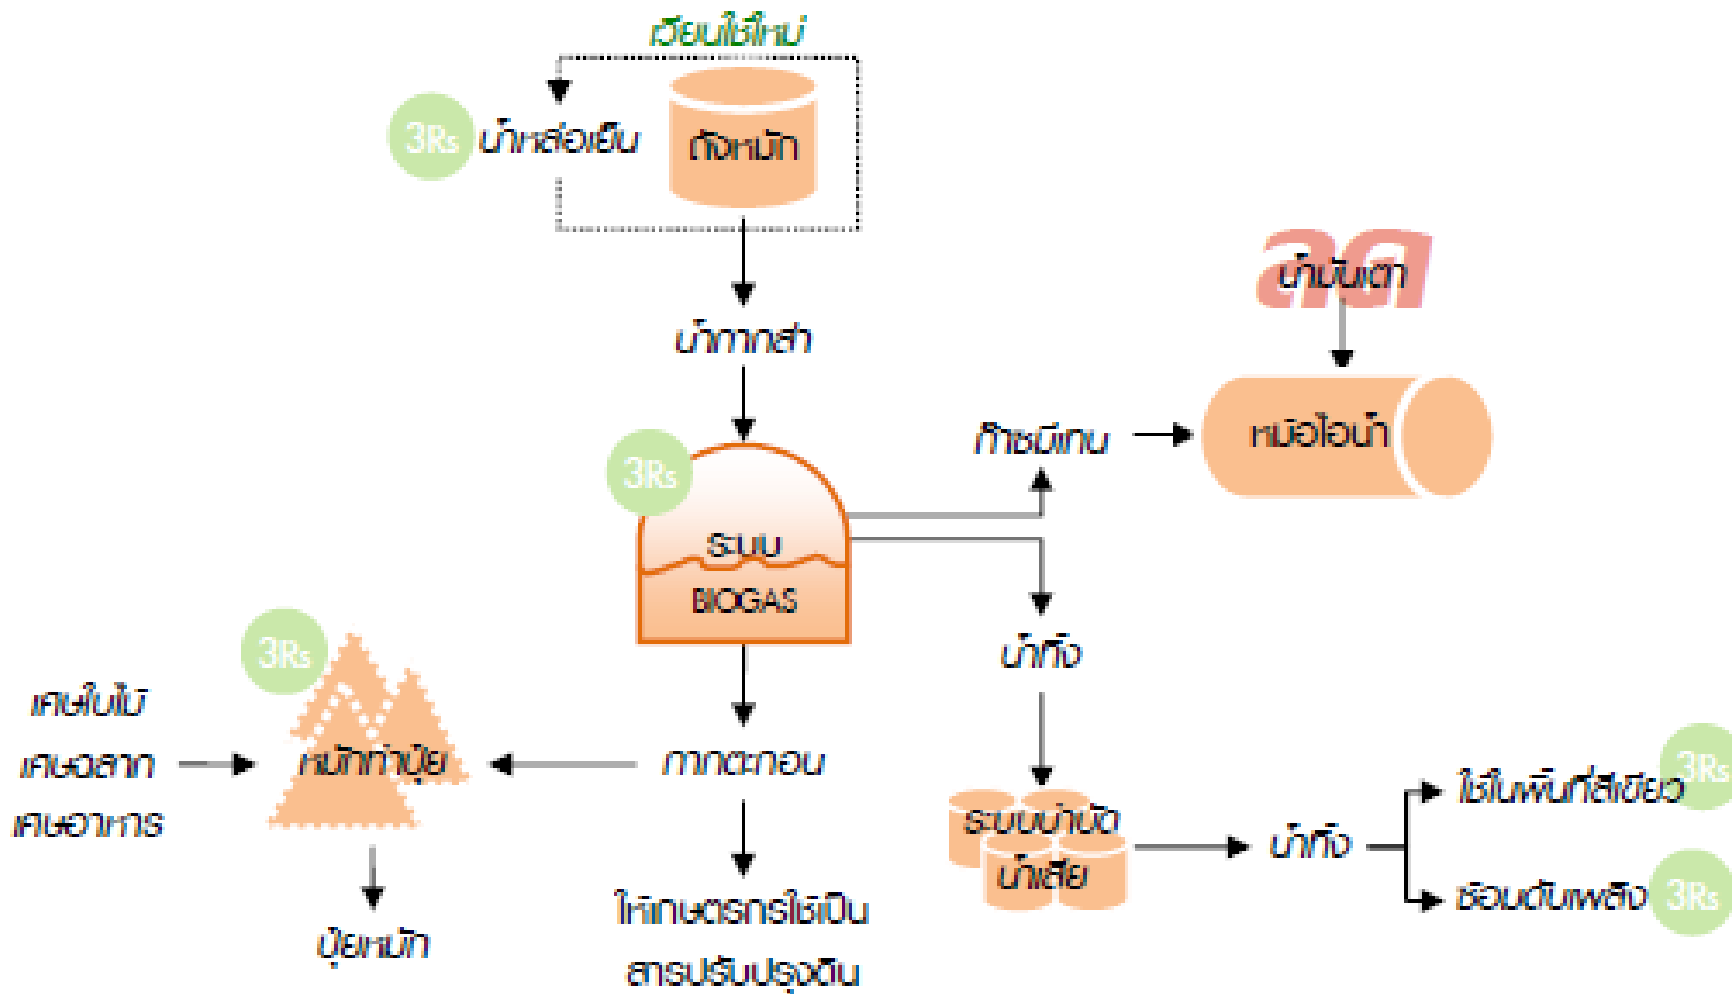 เวียนใช้ใหม่
3Rs
น้ำหล่อเย็น
ถังหมัก
น้ำกากส่า
ลด
น้ำมันเตา
ก๊าซมีเทน
หม้อไอน้ำ
3Rs
ระบบ
BIOGAS
น้ำทิ้ง
3Rs
เศษใบไม้
เศษฉลาก
เศษอาหาร
หมักทำปุ๋ย
กากตะกอน
ระบบบำบัด
น้ำเสีย
น้ำทิ้ง
ใช้ในพื้นที่สีเขียว
3Rs
ซ้อมดับเพลิง
3Rs
ปุ๋ยหมัก
ให้เกษตรกรใช้เป็น
สารปรับปรุงดิน